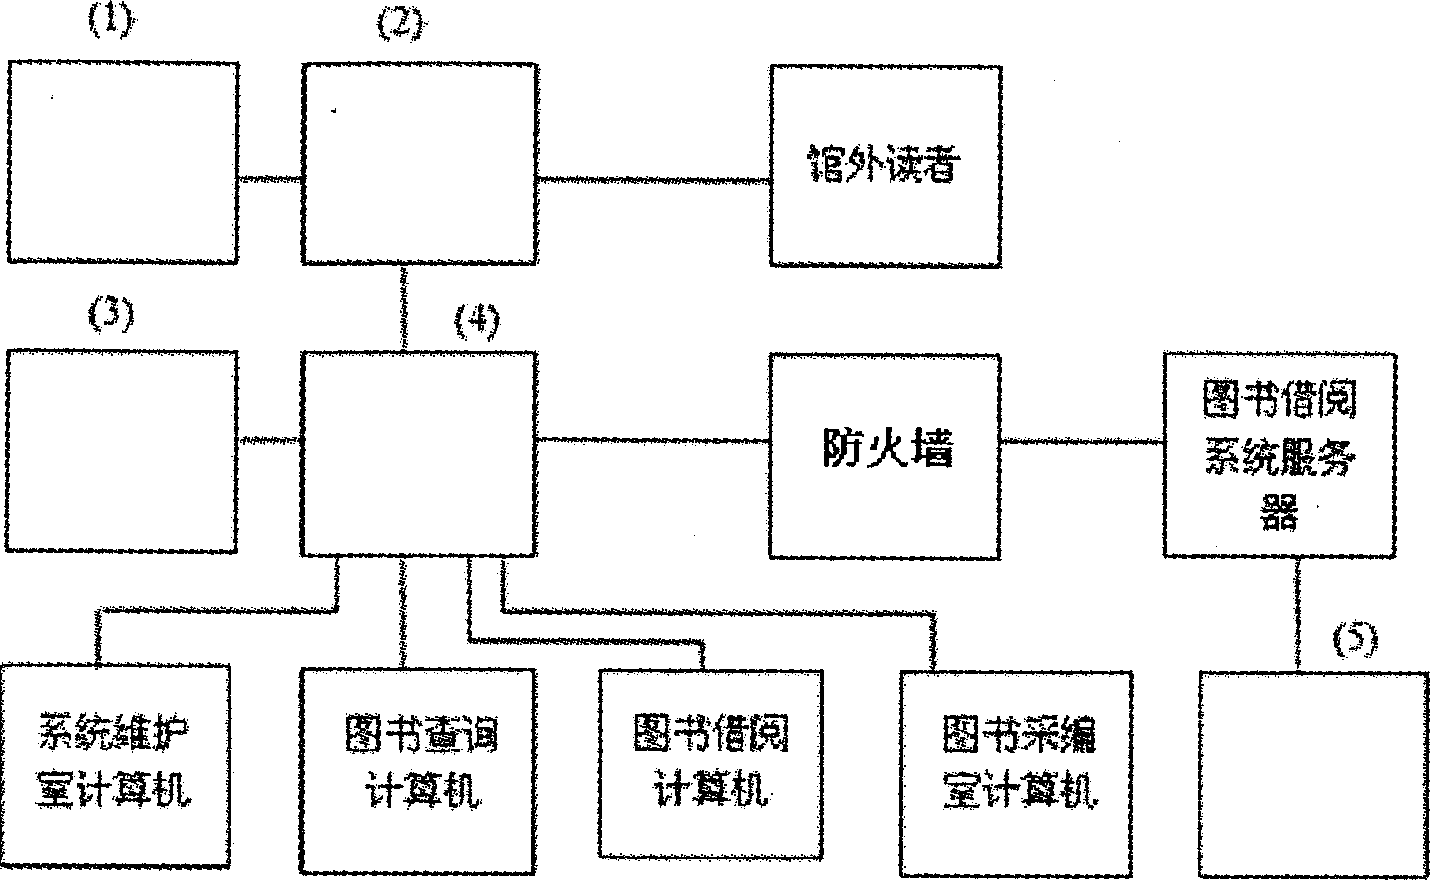 (1)
(2)
馆外读者
(3)
(4)
防火墙
图书借阅
系统服务
器
(5)
系统维护
室计算机
图书查询
计算机
图书借阅
计算机
图书采编
室计算机